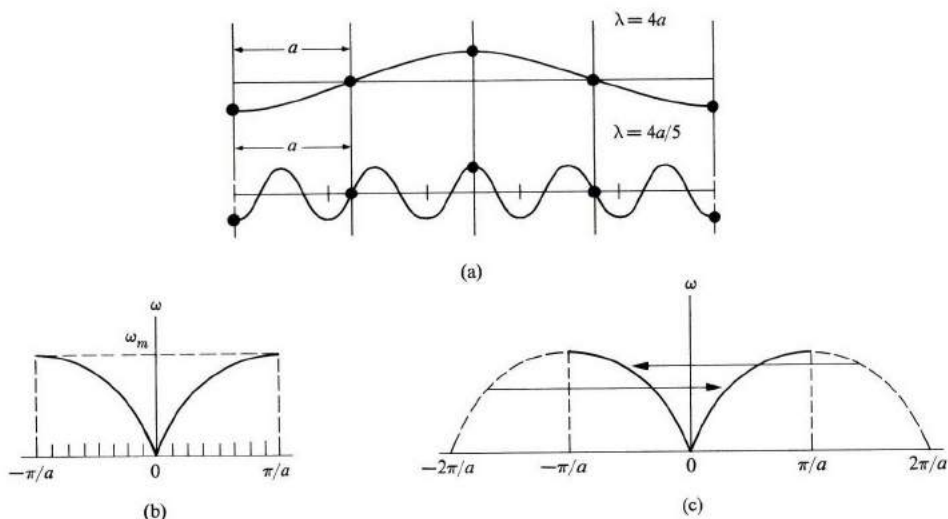 λ = 4a
a
λ = 4a/5
a
(a)
ω
ω_m
−π/a 0 π/a
(b)
ω
−2π/a −π/a 0 π/a 2π/a
(c)